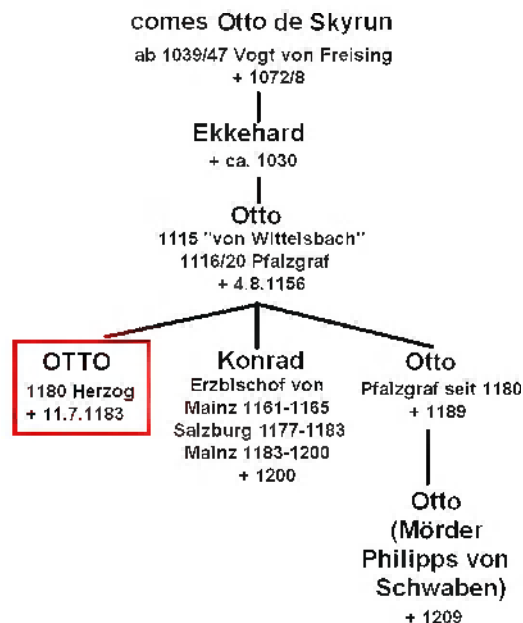 comes Otto de Skyrun
ab 1039/47 Vogt von Freising
+ 1072/8
Ekkehard
+ ca. 1030
Otto
1115 "von Wittelsbach"
1116/20 Pfalzgraf
+ 4.8.1156
OTTO
1180 Herzog
+ 11.7.1183
Konrad
Erzbischof von
Mainz 1161-1165
Salzburg 1177-1183
Mainz 1183-1200
+ 1200
Otto
Pfalzgraf seit 1180
+ 1189
Otto
(Mörder
Philipps von
Schwaben)
+ 1209